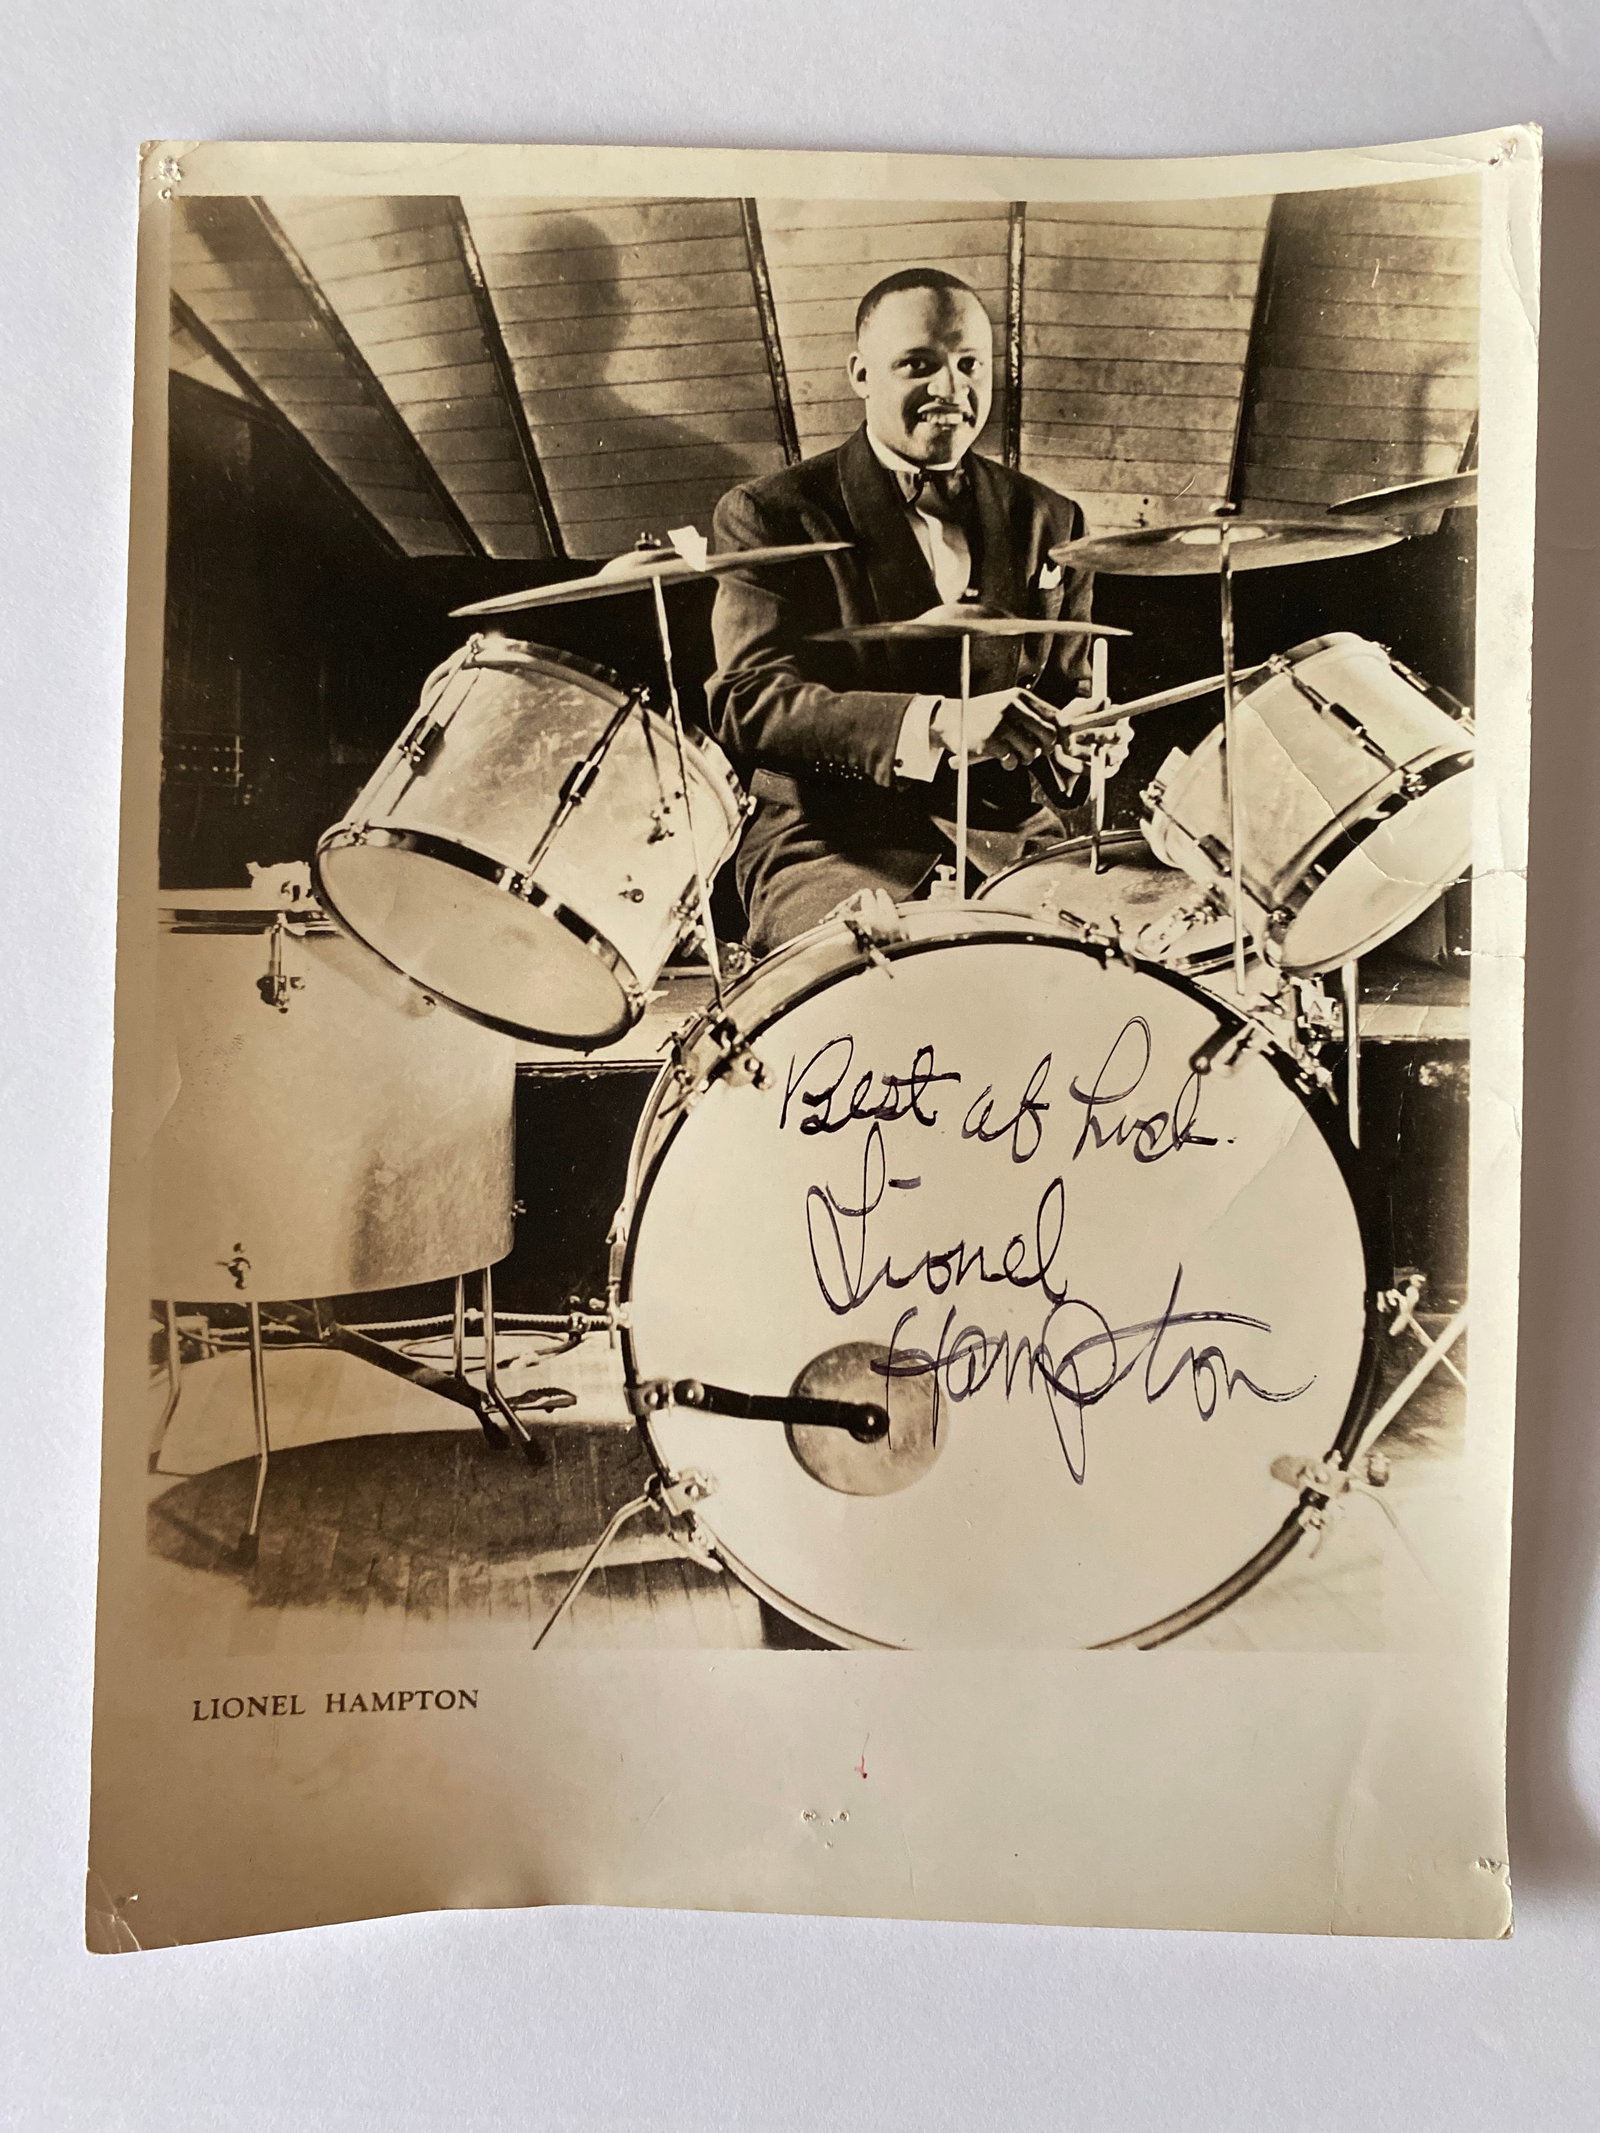 Best of Luck.
Lionel
Hampton
LIONEL HAMPTON